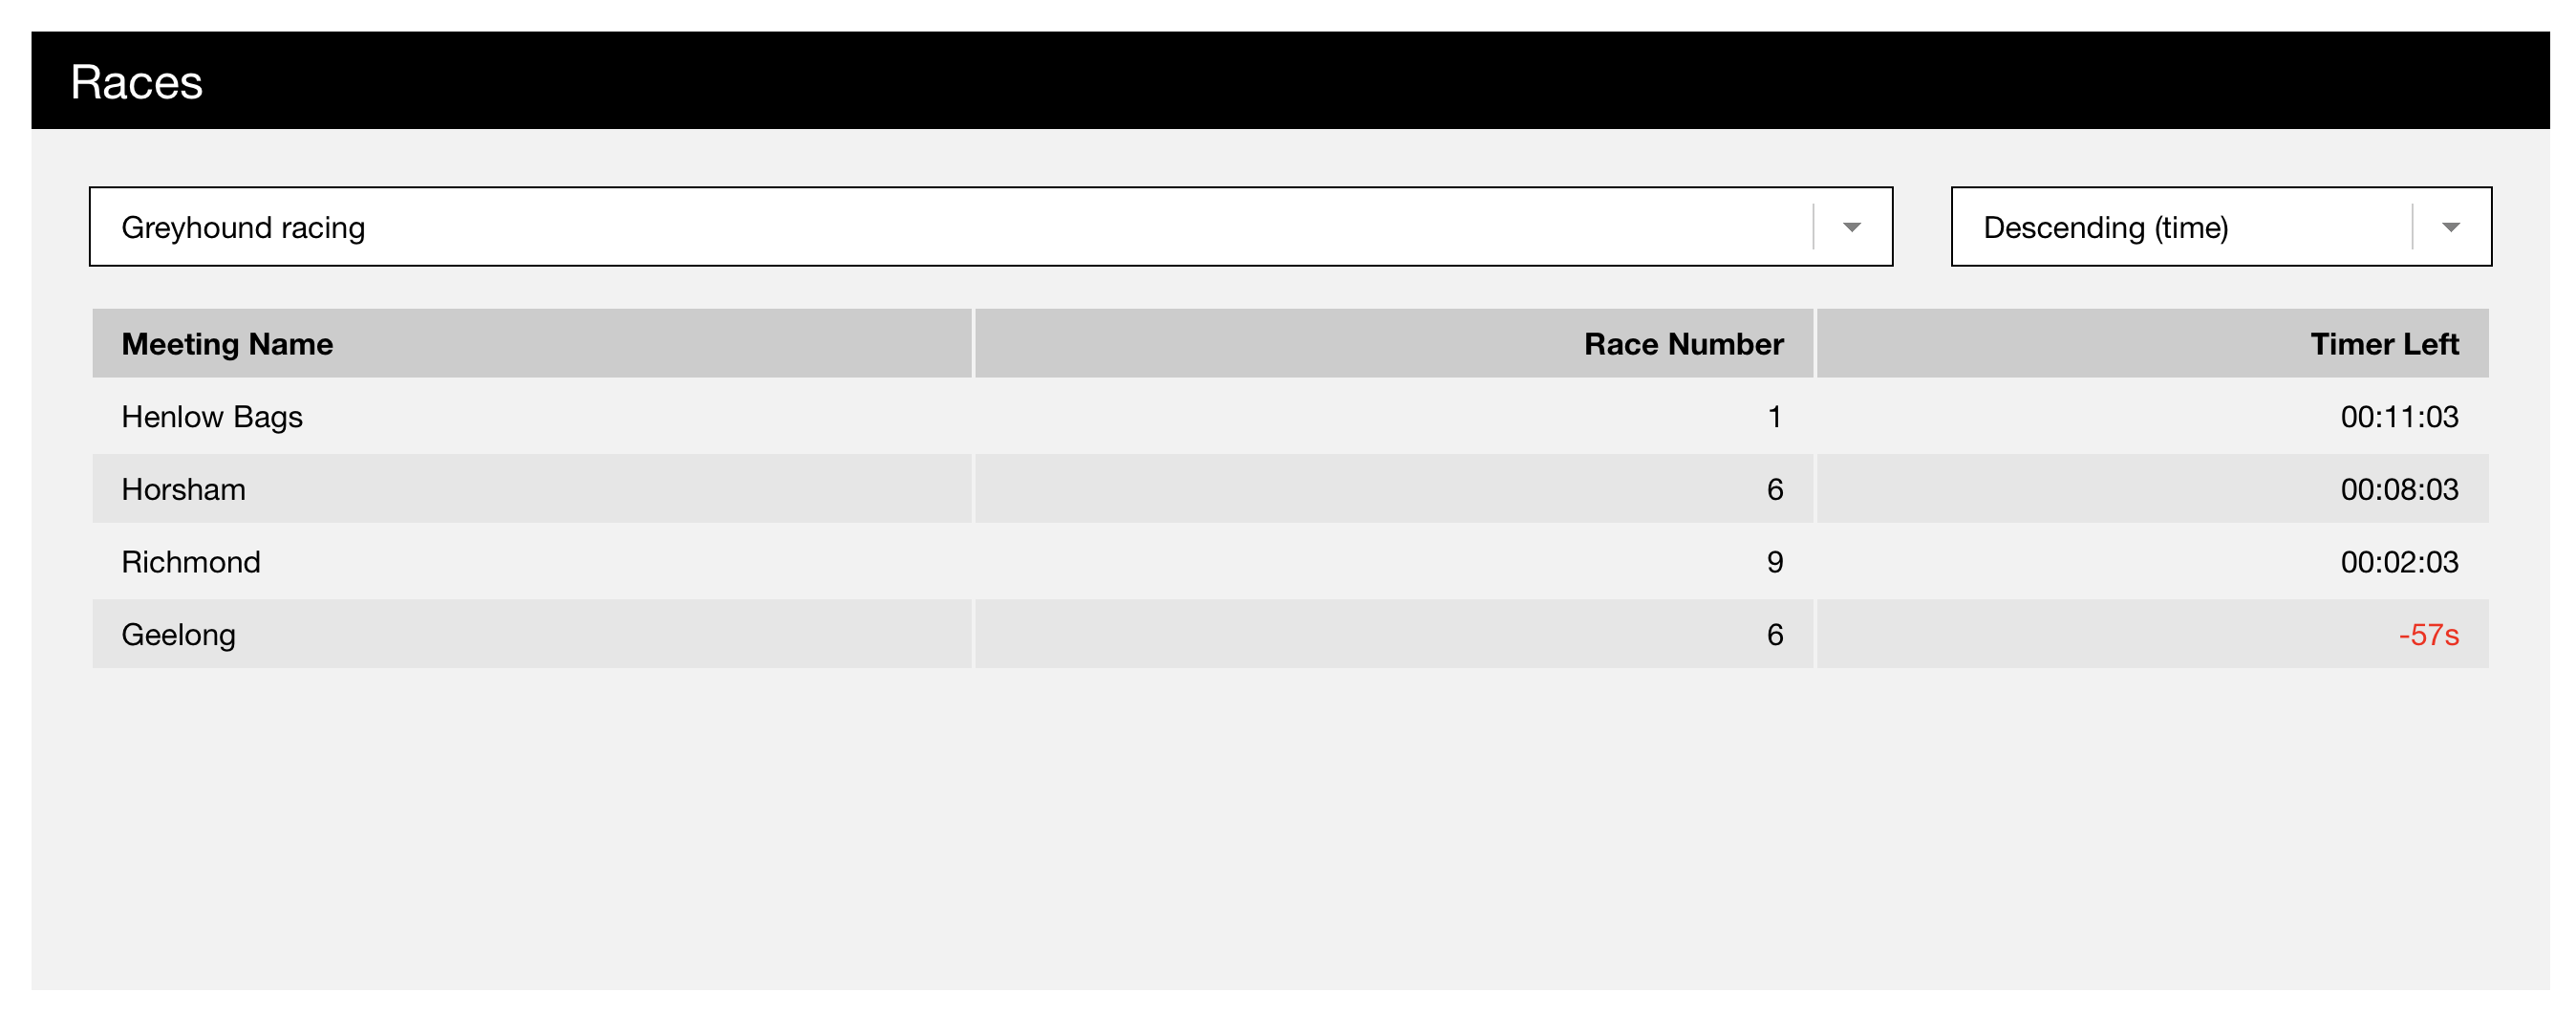 Races
Greyhound racing Descending (time)
Meeting Name Race Number Timer Left
Henlow Bags 1 00:11:03
Horsham 6 00:08:03
Richmond 9 00:02:03
Geelong 6 -57s